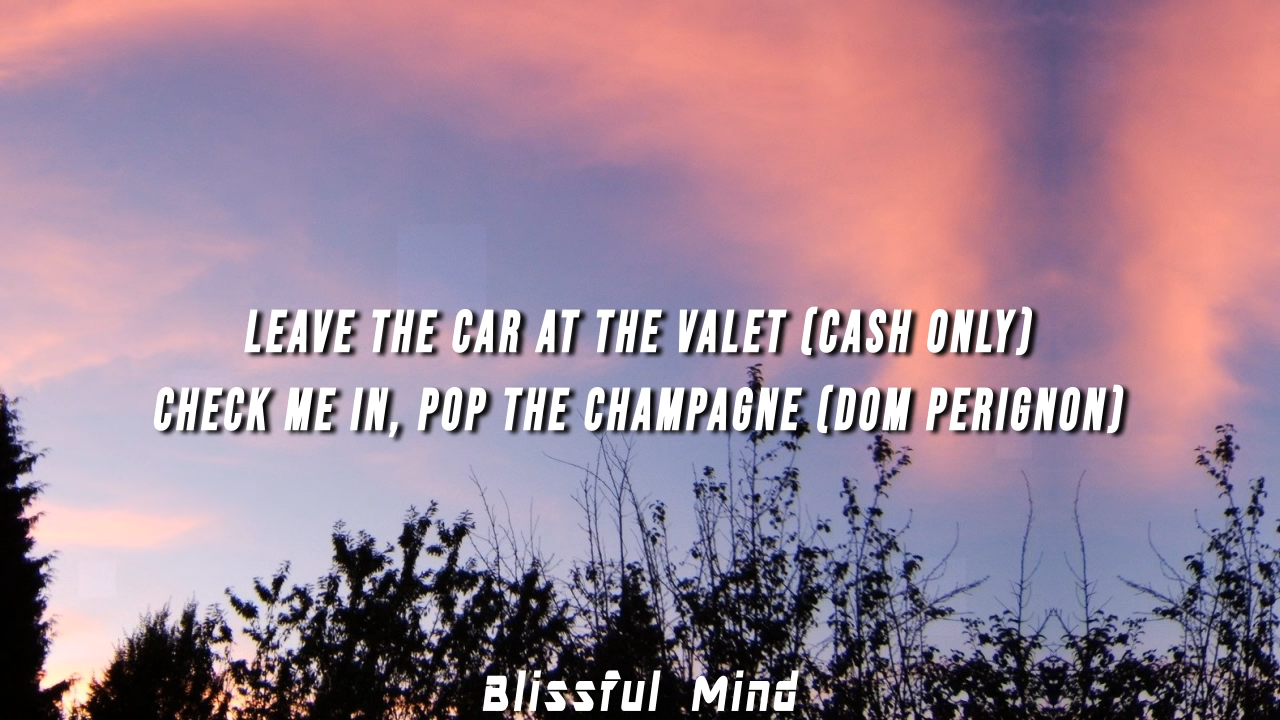 LEAVE THE CAR AT THE VALET (CASH ONLY)
CHECK ME IN, POP THE CHAMPAGNE (DOM PERIGNON)
Blissful Mind